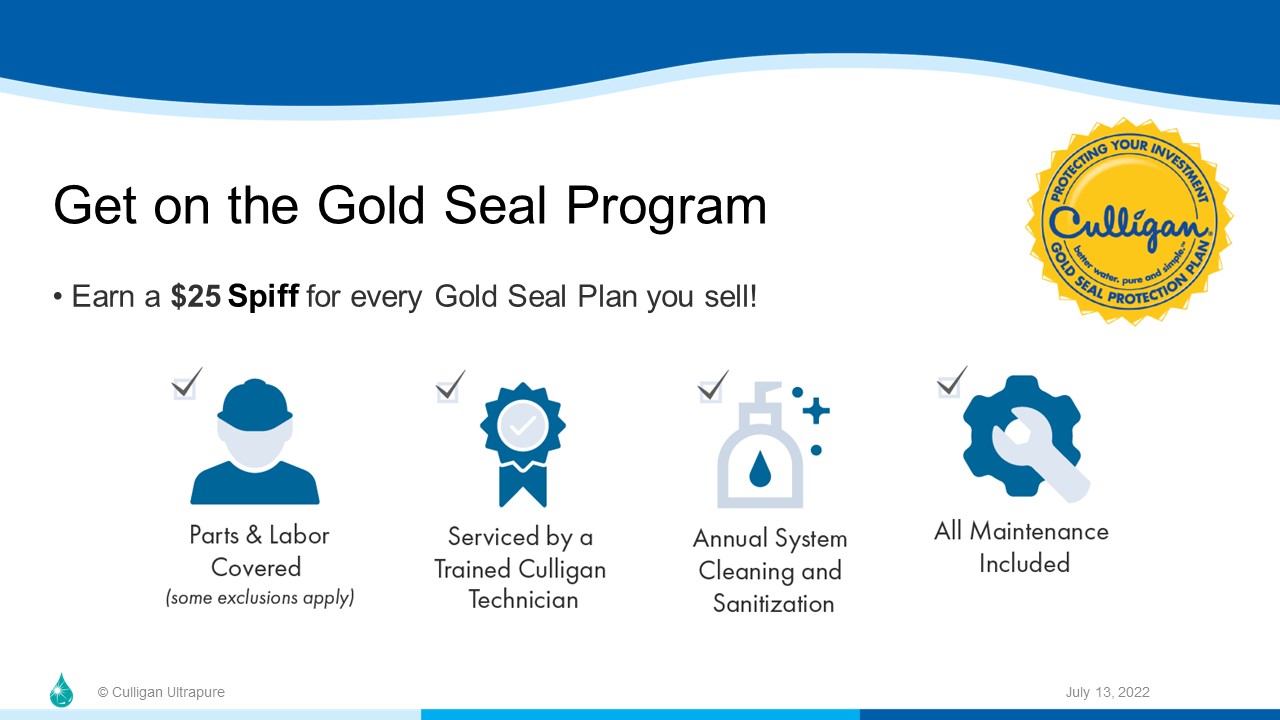 Get on the Gold Seal Program
PROTECTING YOUR INVESTMENT
Culligan®
better water. pure and simple.™
GOLD SEAL PROTECTION PLAN
• Earn a $25 Spiff for every Gold Seal Plan you sell!
Parts & Labor
Covered
(some exclusions apply)
Serviced by a
Trained Culligan
Technician
Annual System
Cleaning and
Sanitization
All Maintenance
Included
© Culligan Ultrapure
July 13, 2022